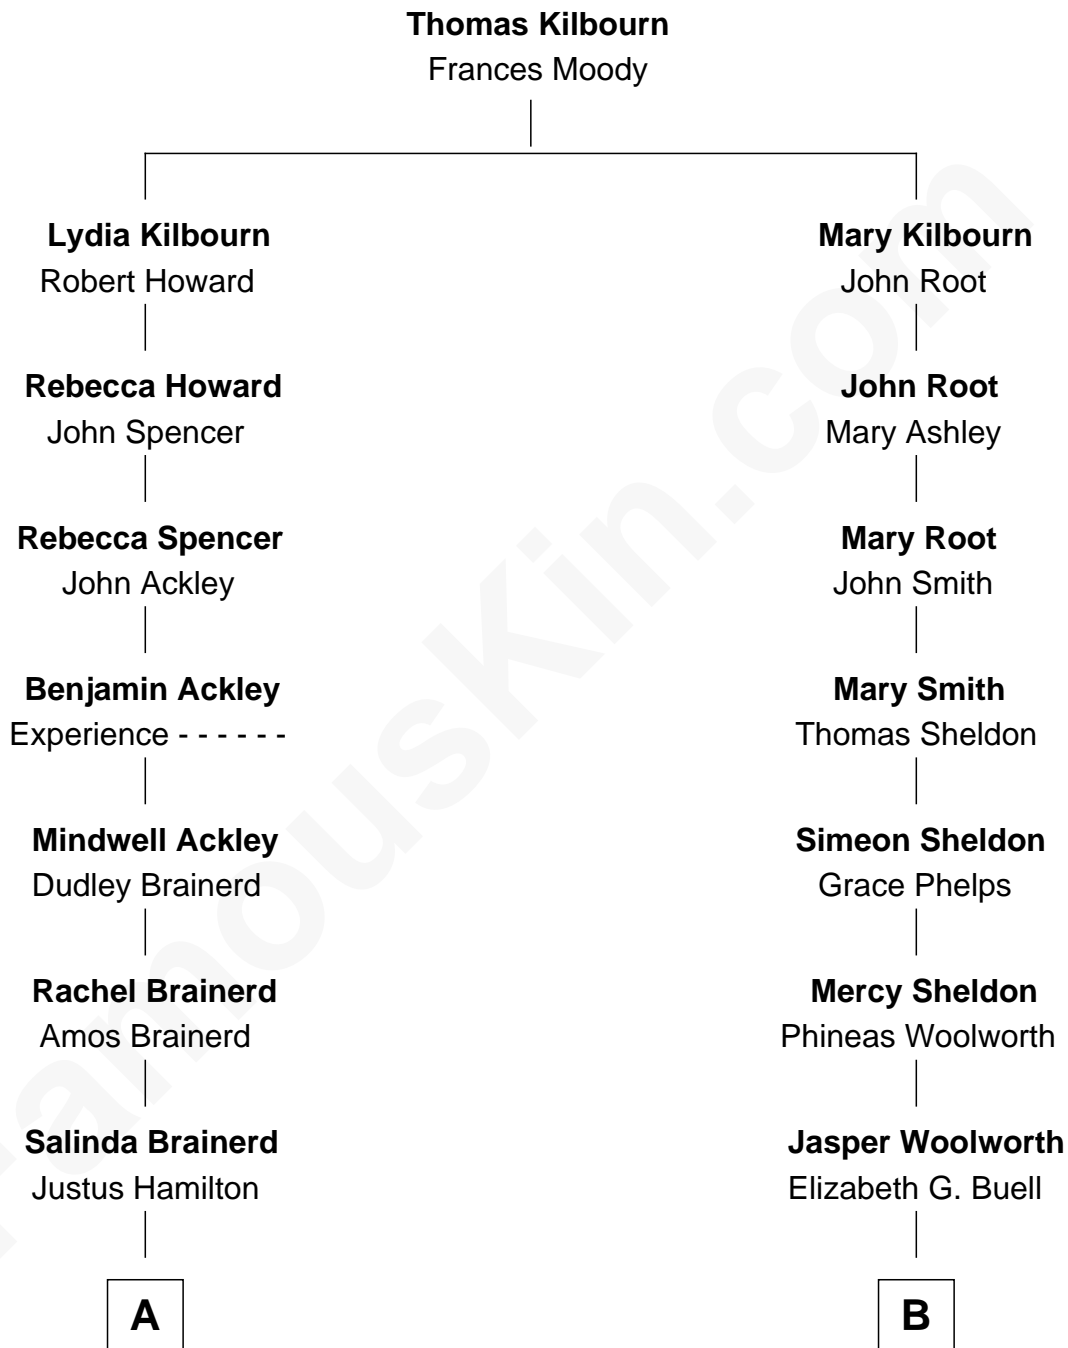 Thomas Kilbourn
Frances Moody
Lydia Kilbourn
Robert Howard
Rebecca Howard
John Spencer
Rebecca Spencer
John Ackley
Benjamin Ackley
Experience - - - - - -
Mindwell Ackley
Dudley Brainerd
Rachel Brainerd
Amos Brainerd
Salinda Brainerd
Justus Hamilton
A
Mary Kilbourn
John Root
John Root
Mary Ashley
Mary Root
John Smith
Mary Smith
Thomas Sheldon
Simeon Sheldon
Grace Phelps
Mercy Sheldon
Phineas Woolworth
Jasper Woolworth
Elizabeth G. Buell
B
FamousKin.com